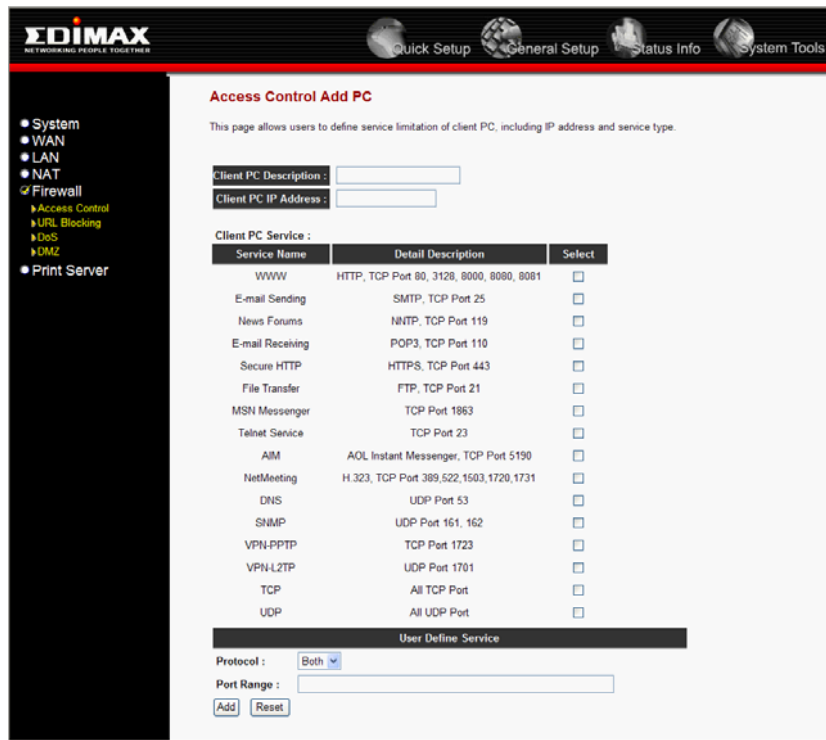 EDIMAX
NETWORKING PEOPLE TOGETHER
Quick Setup
General Setup
Status Info
System Tools
System
WAN
LAN
NAT
Firewall
Access Control
URL Blocking
DoS
DMZ
Print Server
Access Control Add PC
This page allows users to define service limitation of client PC, including IP address and service type.
Client PC Description :
Client PC IP Address :
Client PC Service :
Service Name Detail Description Select
WWW HTTP, TCP Port 80, 3128, 8000, 8080, 8081
E-mail Sending SMTP, TCP Port 25
News Forums NNTP, TCP Port 119
E-mail Receiving POP3, TCP Port 110
Secure HTTP HTTPS, TCP Port 443
File Transfer FTP, TCP Port 21
MSN Messenger TCP Port 1863
Telnet Service TCP Port 23
AIM AOL Instant Messenger, TCP Port 5190
NetMeeting H.323, TCP Port 389,522,1503,1720,1731
DNS UDP Port 53
SNMP UDP Port 161, 162
VPN-PPTP TCP Port 1723
VPN-L2TP UDP Port 1701
TCP All TCP Port
UDP All UDP Port
User Define Service
Protocol : Both
Port Range :
Add Reset